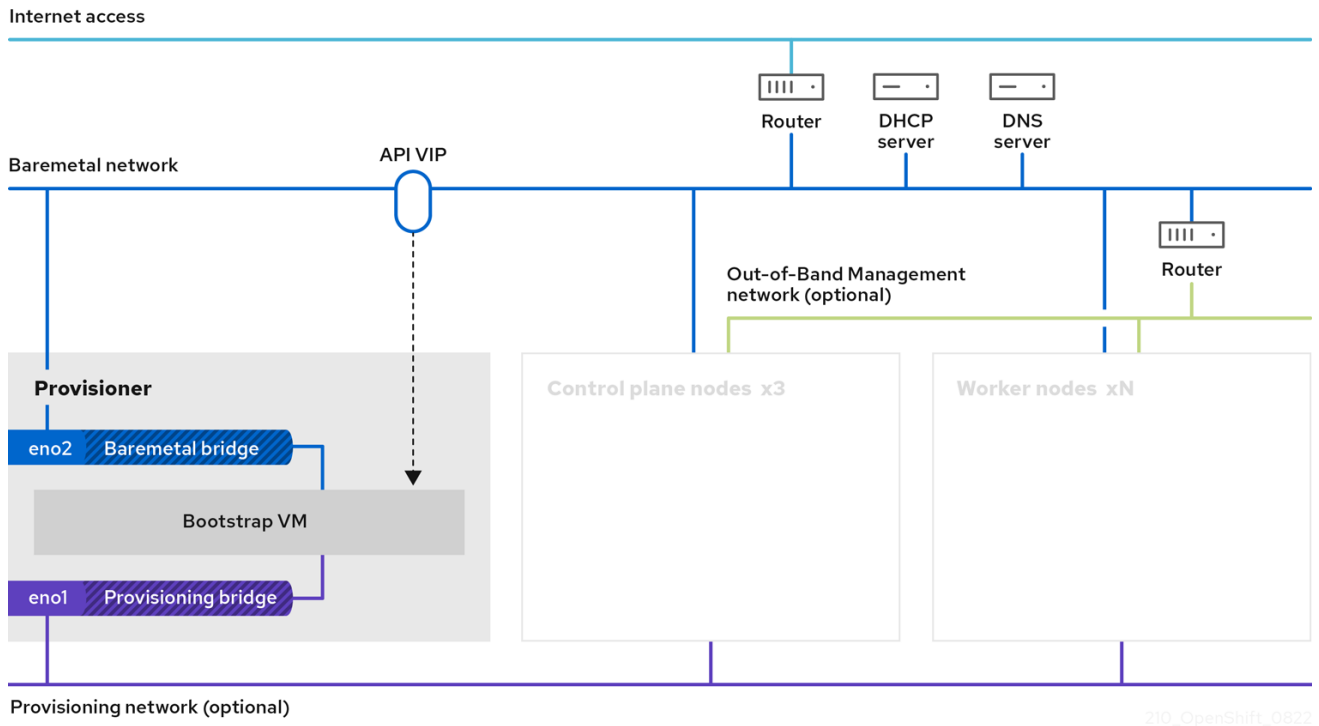 Internet access
Router
DHCP
server
DNS
server
API VIP
Baremetal network
Router
Out-of-Band Management
network (optional)
Provisioner
Control plane nodes x3
Worker nodes xN
eno2
Baremetal bridge
Bootstrap VM
eno1
Provisioning bridge
Provisioning network (optional)
210_OpenShift_0822